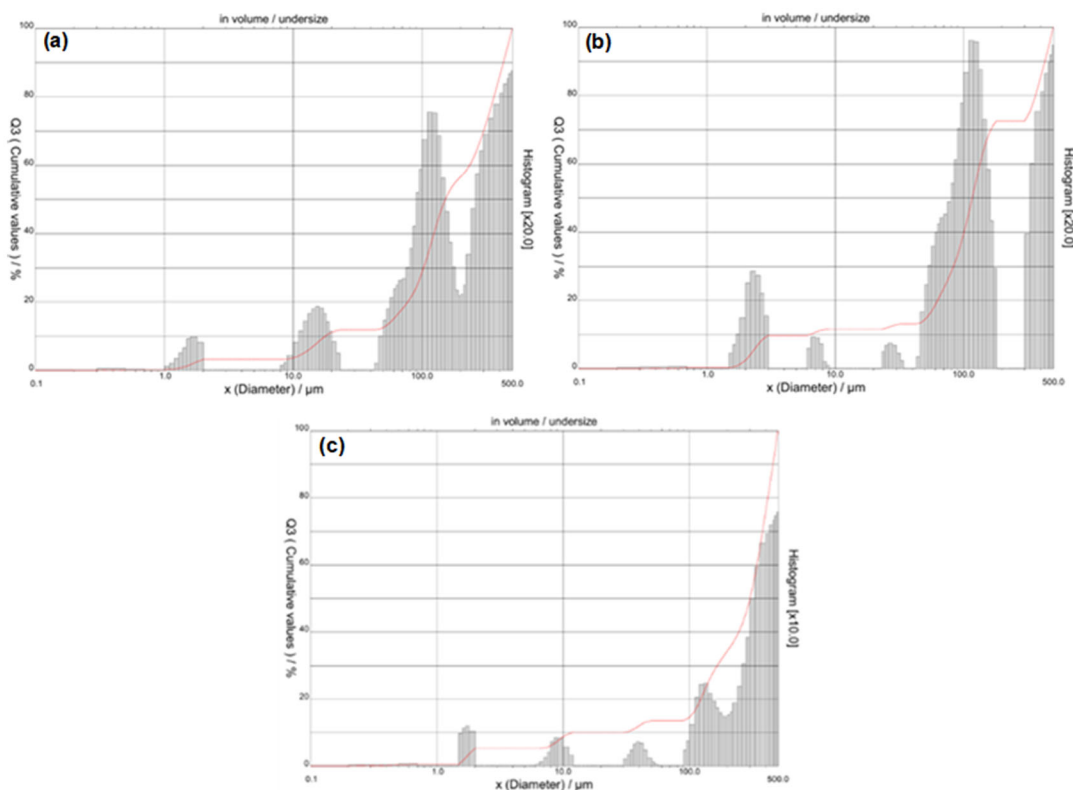 in volume / undersize
(a)
100
80
60
40
20
0
Q3 ( Cumulative values ) / %
Histogram [x20.0]
0.1 1.0 10.0 100.0 500.0
x (Diameter) / µm
in volume / undersize
(b)
100
80
60
40
20
0
Q3 ( Cumulative values ) / %
Histogram [x20.0]
0.1 1.0 10.0 100.0 500.0
x (Diameter) / µm
in volume / undersize
(c)
100
80
60
40
20
0
Q3 ( Cumulative values ) / %
Histogram [x10.0]
0.1 1.0 10.0 100.0 500.0
x (Diameter) / µm